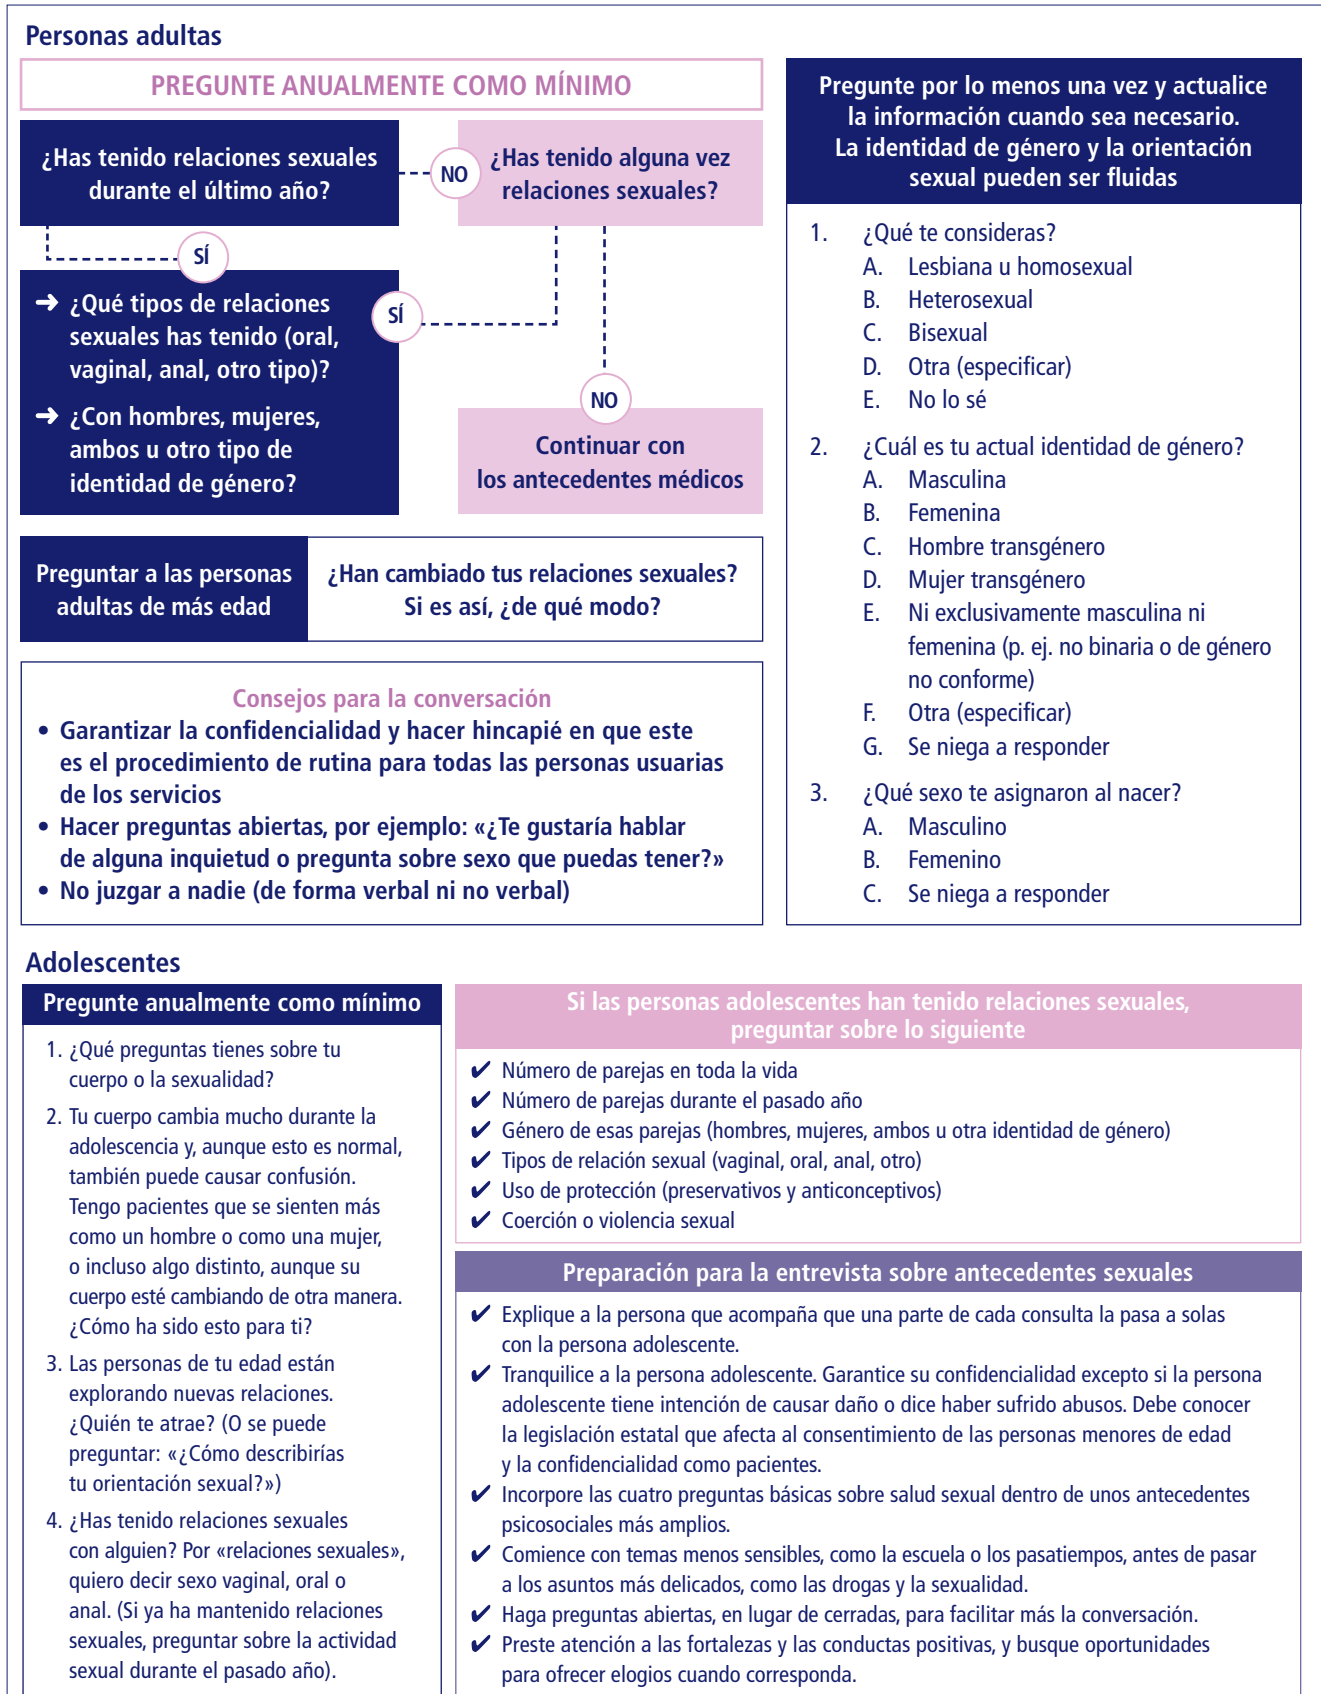 Personas adultas
PREGUNTE ANUALMENTE COMO MÍNIMO
¿Has tenido relaciones sexuales
durante el último año?
NO
¿Has tenido alguna vez
relaciones sexuales?
SÍ
➜ ¿Qué tipos de relaciones
sexuales has tenido (oral,
vaginal, anal, otro tipo)?
➜ ¿Con hombres, mujeres,
ambos u otro tipo de
identidad de género?
SÍ
NO
Continuar con
los antecedentes médicos
Preguntar a las personas
adultas de más edad
¿Han cambiado tus relaciones sexuales?
Si es así, ¿de qué modo?
Consejos para la conversación
• Garantizar la confidencialidad y hacer hincapié en que este
es el procedimiento de rutina para todas las personas usuarias
de los servicios
• Hacer preguntas abiertas, por ejemplo: «¿Te gustaría hablar
de alguna inquietud o pregunta sobre sexo que puedas tener?»
• No juzgar a nadie (de forma verbal ni no verbal)
Pregunte por lo menos una vez y actualice
la información cuando sea necesario.
La identidad de género y la orientación
sexual pueden ser fluidas
1. ¿Qué te consideras?
A. Lesbiana u homosexual
B. Heterosexual
C. Bisexual
D. Otra (especificar)
E. No lo sé
2. ¿Cuál es tu actual identidad de género?
A. Masculina
B. Femenina
C. Hombre transgénero
D. Mujer transgénero
E. Ni exclusivamente masculina ni
femenina (p. ej. no binaria o de género
no conforme)
F. Otra (especificar)
G. Se niega a responder
3. ¿Qué sexo te asignaron al nacer?
A. Masculino
B. Femenino
C. Se niega a responder
Adolescentes
Pregunte anualmente como mínimo
1. ¿Qué preguntas tienes sobre tu
cuerpo o la sexualidad?
2. Tu cuerpo cambia mucho durante la
adolescencia y, aunque esto es normal,
también puede causar confusión.
Tengo pacientes que se sienten más
como un hombre o como una mujer,
o incluso algo distinto, aunque su
cuerpo esté cambiando de otra manera.
¿Cómo ha sido esto para ti?
3. Las personas de tu edad están
explorando nuevas relaciones.
¿Quién te atrae? (O se puede
preguntar: «¿Cómo describirías
tu orientación sexual?»)
4. ¿Has tenido relaciones sexuales
con alguien? Por «relaciones sexuales»,
quiero decir sexo vaginal, oral o
anal. (Si ya ha mantenido relaciones
sexuales, preguntar sobre la actividad
sexual durante el pasado año).
Si las personas adolescentes han tenido relaciones sexuales,
preguntar sobre lo siguiente
✔ Número de parejas en toda la vida
✔ Número de parejas durante el pasado año
✔ Género de esas parejas (hombres, mujeres, ambos u otra identidad de género)
✔ Tipos de relación sexual (vaginal, oral, anal, otro)
✔ Uso de protección (preservativos y anticonceptivos)
✔ Coerción o violencia sexual
Preparación para la entrevista sobre antecedentes sexuales
✔ Explique a la persona que acompaña que una parte de cada consulta la pasa a solas
con la persona adolescente.
✔ Tranquilice a la persona adolescente. Garantice su confidencialidad excepto si la persona
adolescente tiene intención de causar daño o dice haber sufrido abusos. Debe conocer
la legislación estatal que afecta al consentimiento de las personas menores de edad
y la confidencialidad como pacientes.
✔ Incorpore las cuatro preguntas básicas sobre salud sexual dentro de unos antecedentes
psicosociales más amplios.
✔ Comience con temas menos sensibles, como la escuela o los pasatiempos, antes de pasar
a los asuntos más delicados, como las drogas y la sexualidad.
✔ Haga preguntas abiertas, en lugar de cerradas, para facilitar más la conversación.
✔ Preste atención a las fortalezas y las conductas positivas, y busque oportunidades
para ofrecer elogios cuando corresponda.